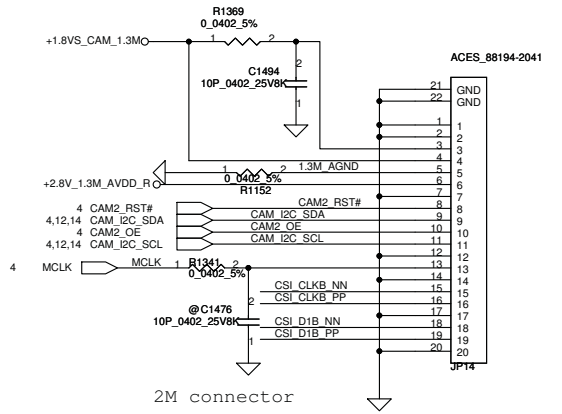 R1369
0_0402_5%
+1.8VS_CAM_1.3M 1 2
ACES_88194-2041
2
C1494
10P_0402_25V8K
1
21 GND
22 GND
1 1
2 2
3 3
4 4
1 2 1.3M_AGND 5 5
0_0402_5%
+2.8V_1.3M_AVDD_R 6 6
R1152
7 7
4 CAM2_RST# CAM2_RST# 8 8
4,12,14 CAM_I2C_SDA CAM_I2C_SDA 9 9
4 CAM2_OE CAM2_OE 10 10
4,12,14 CAM_I2C_SCL CAM_I2C_SCL 11 11
12 12
R1341
4 MCLK MCLK 1 2 13 13
0_0402_5%
14 14
CSI_CLKB_NN 15 15
CSI_CLKB_PP 16 16
2
@C1476
17 17
10P_0402_25V8K
CSI_D1B_NN 18 18
1
CSI_D1B_PP 19 19
20 20
JP14
2M connector